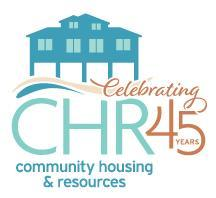 Celebrating
CHR45
YEARS
community housing
& resources